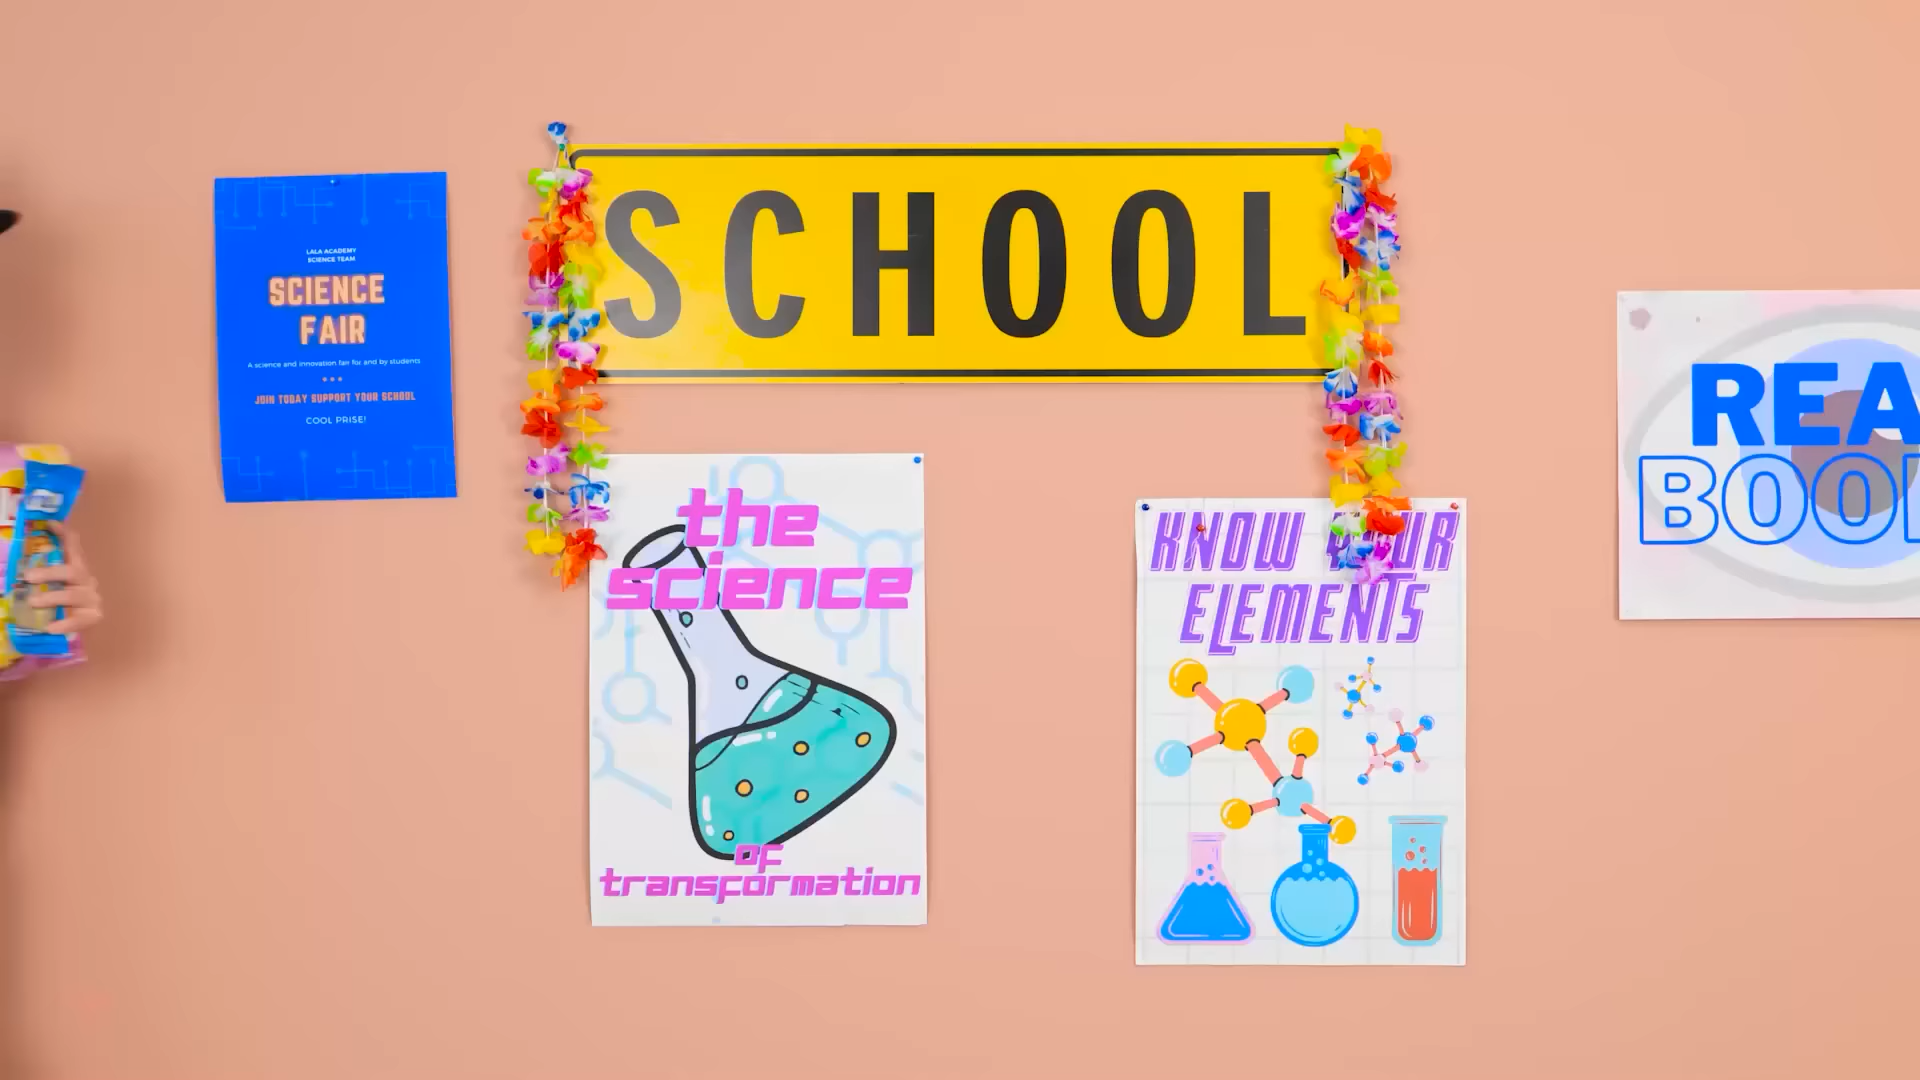 SCHOOL
LALA ACADEMY
SCIENCE TEAM
SCIENCE
FAIR
A science and innovation fair for and by students
JOIN TODAY SUPPORT YOUR SCHOOL
COOL PRISE!
the
science
of
transformation
KNOW YOUR
ELEMENTS
REA
BOO